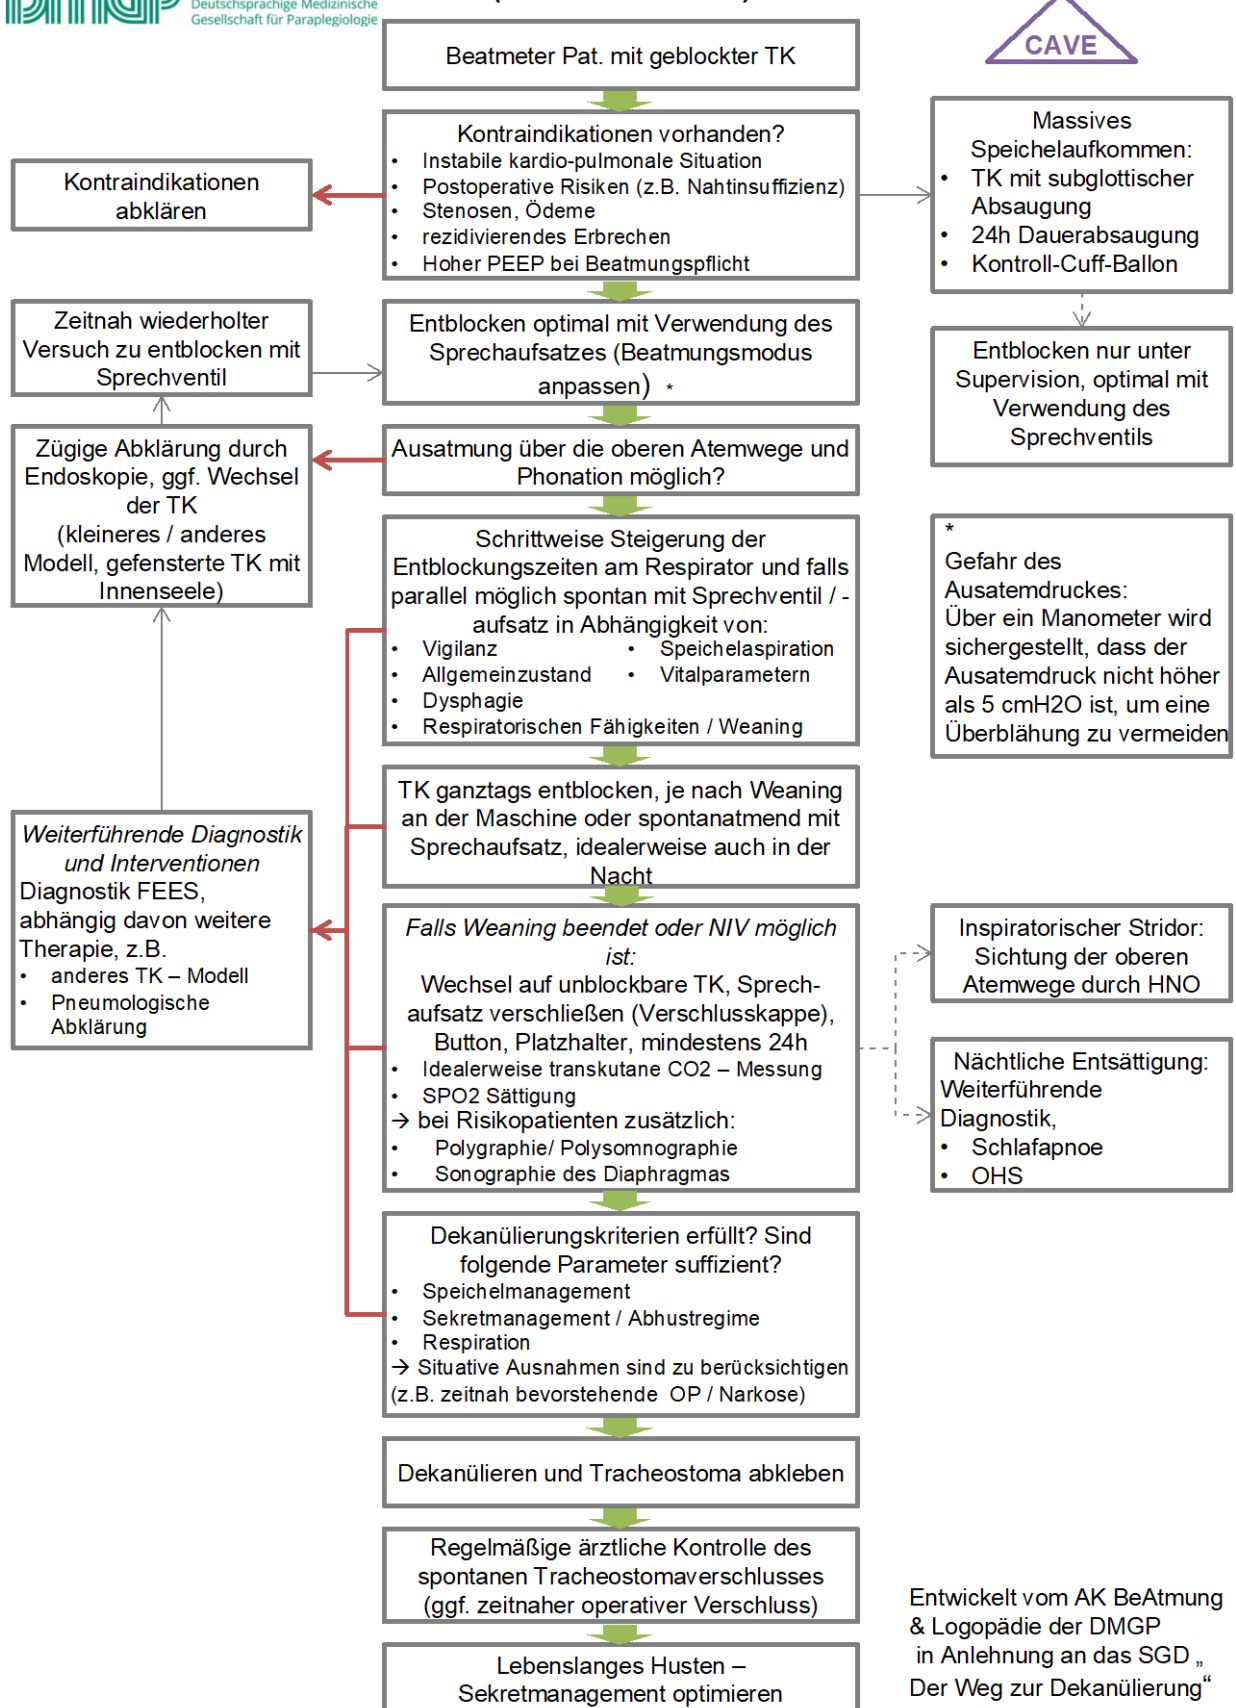 Deutschsprachige Medizinische
Gesellschaft für Paraplegiologie
CAVE
Beatmeter Pat. mit geblockter TK
Kontraindikationen vorhanden?
• Instabile kardio-pulmonale Situation
• Postoperative Risiken (z.B. Nahtinsuffizienz)
• Stenosen, Ödeme
• rezidivierendes Erbrechen
• Hoher PEEP bei Beatmungspflicht
Kontraindikationen
abklären
Massives
Speichelaufkommen:
• TK mit subglottischer
Absaugung
• 24h Dauerabsaugung
• Kontroll-Cuff-Ballon
Zeitnah wiederholter
Versuch zu entblocken mit
Sprechventil
Entblocken optimal mit Verwendung des
Sprechaufsatzes (Beatmungsmodus
anpassen) *
Entblocken nur unter
Supervision, optimal mit
Verwendung des
Sprechventils
Zügige Abklärung durch
Endoskopie, ggf. Wechsel
der TK
(kleineres / anderes
Modell, gefensterte TK mit
Innenseele)
Ausatmung über die oberen Atemwege und
Phonation möglich?
Schrittweise Steigerung der
Entblockungszeiten am Respirator und falls
parallel möglich spontan mit Sprechventil / -
aufsatz in Abhängigkeit von:
• Vigilanz • Speichelaspiration
• Allgemeinzustand • Vitalparametern
• Dysphagie
• Respiratorischen Fähigkeiten / Weaning
*
Gefahr des
Ausatemdruckes:
Über ein Manometer wird
sichergestellt, dass der
Ausatemdruck nicht höher
als 5 cmH2O ist, um eine
Überblähung zu vermeiden
TK ganztags entblocken, je nach Weaning
an der Maschine oder spontanatmend mit
Sprechaufsatz, idealerweise auch in der
Nacht
Weiterführende Diagnostik
und Interventionen
Diagnostik FEES,
abhängig davon weitere
Therapie, z.B.
• anderes TK – Modell
• Pneumologische
Abklärung
Falls Weaning beendet oder NIV möglich
ist:
Wechsel auf unblockbare TK, Sprech-
aufsatz verschließen (Verschlusskappe),
Button, Platzhalter, mindestens 24h
• Idealerweise transkutane CO2 – Messung
• SPO2 Sättigung
→ bei Risikopatienten zusätzlich:
• Polygraphie/ Polysomnographie
• Sonographie des Diaphragmas
Inspiratorischer Stridor:
Sichtung der oberen
Atemwege durch HNO
Nächtliche Entsättigung:
Weiterführende
Diagnostik,
• Schlafapnoe
• OHS
Dekanülierungskriterien erfüllt? Sind
folgende Parameter suffizient?
• Speichelmanagement
• Sekretmanagement / Abhustregime
• Respiration
→ Situative Ausnahmen sind zu berücksichtigen
(z.B. zeitnah bevorstehende OP / Narkose)
Dekanülieren und Tracheostoma abkleben
Regelmäßige ärztliche Kontrolle des
spontanen Tracheostomaverschlusses
(ggf. zeitnaher operativer Verschluss)
Lebenslanges Husten –
Sekretmanagement optimieren
Entwickelt vom AK BeAtmung
& Logopädie der DMGP
in Anlehnung an das SGD „
Der Weg zur Dekanülierung“